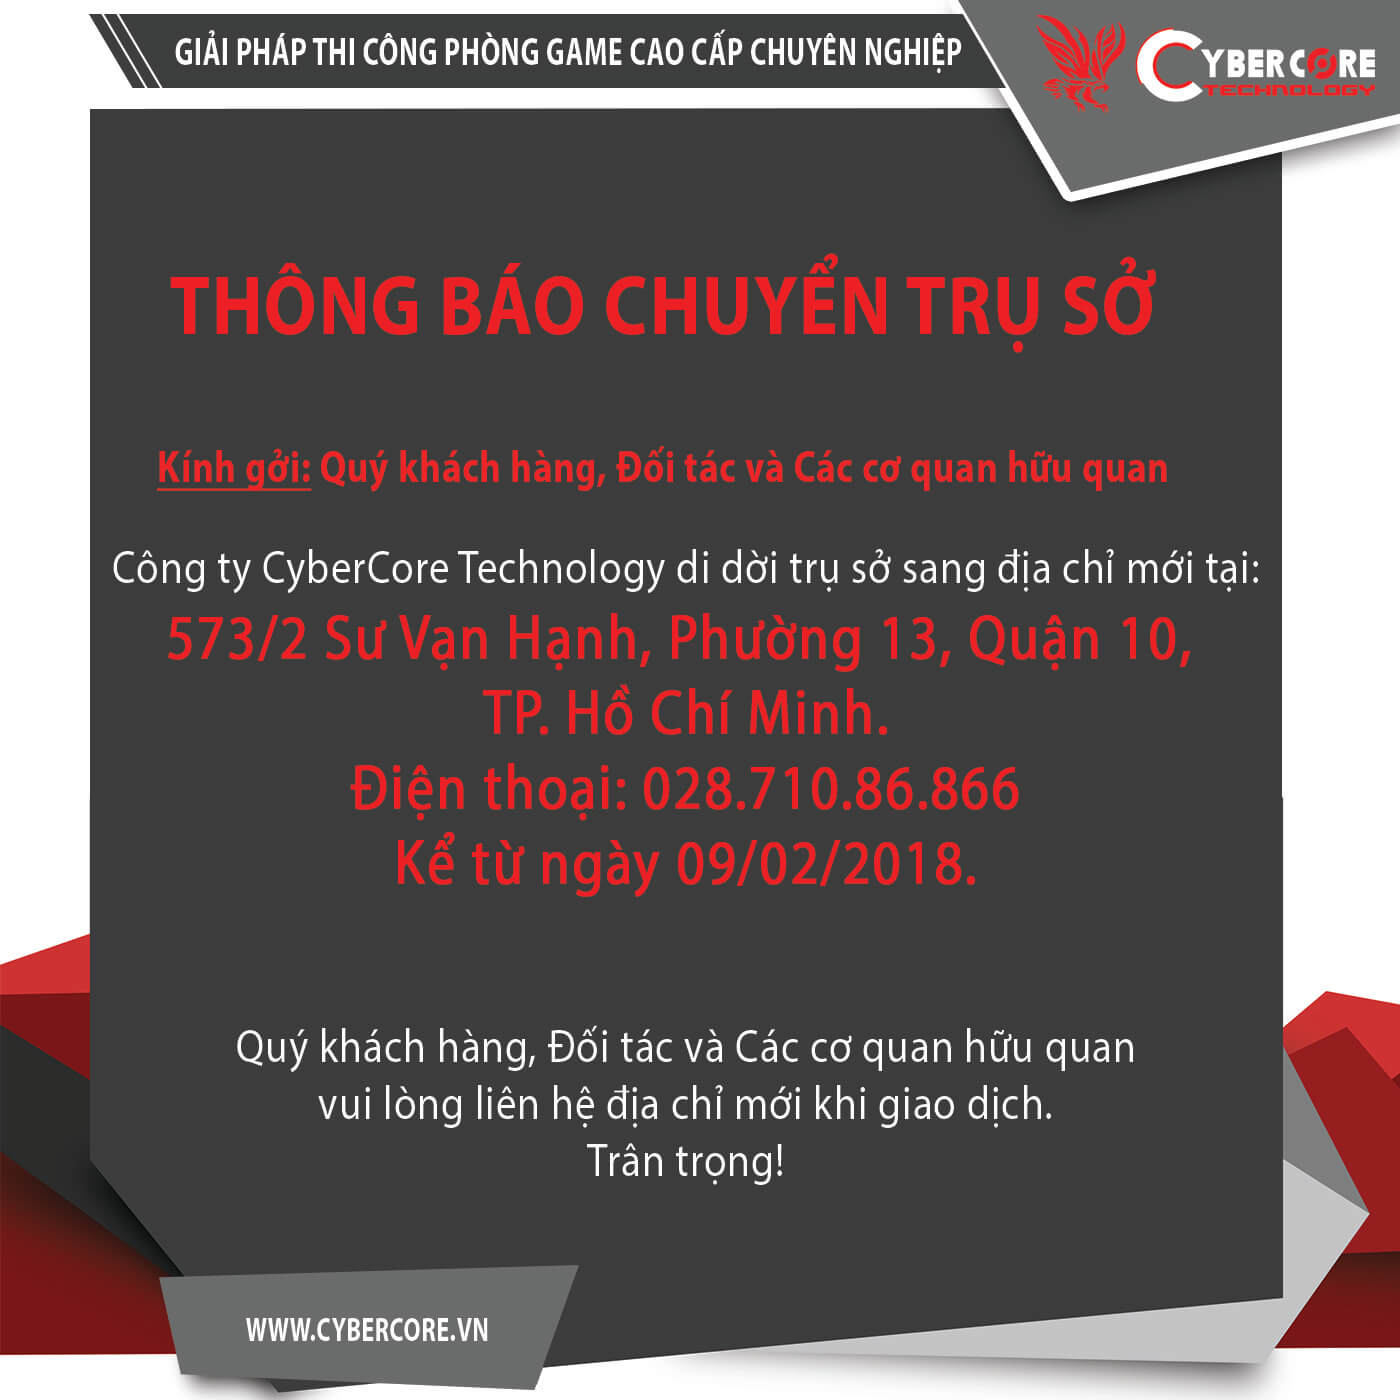 GIẢI PHÁP THI CÔNG PHÒNG GAME CAO CẤP CHUYÊN NGHIỆP
CYBERCORE
TECHNOLOGY
THÔNG BÁO CHUYỂN TRỤ SỞ
Kính gởi: Quý khách hàng, Đối tác và Các cơ quan hữu quan
Công ty CyberCore Technology di dời trụ sở sang địa chỉ mới tại:
573/2 Sư Vạn Hạnh, Phường 13, Quận 10,
TP. Hồ Chí Minh.
Điện thoại: 028.710.86.866
Kể từ ngày 09/02/2018.
Quý khách hàng, Đối tác và Các cơ quan hữu quan
vui lòng liên hệ địa chỉ mới khi giao dịch.
Trân trọng!
WWW.CYBERCORE.VN